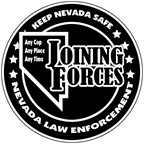 KEEP NEVADA SAFE
Any Cop
Any Place
Any Time
JOINING
FORCES
NEVADA LAW ENFORCEMENT